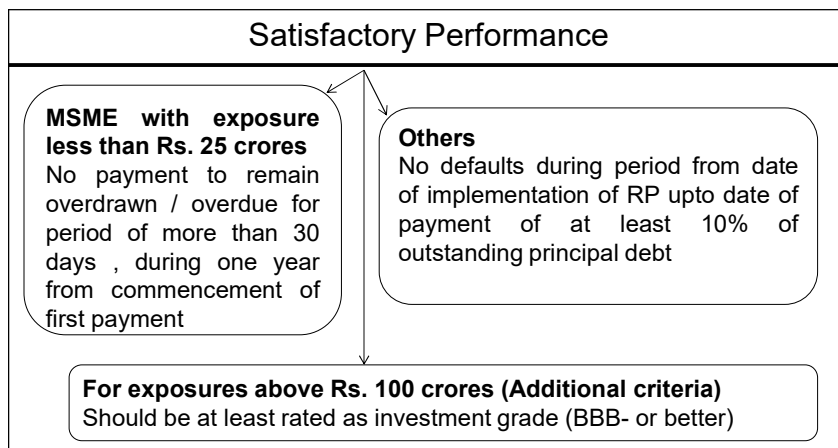 Satisfactory Performance
MSME with exposure
less than Rs. 25 crores
No payment to remain
overdrawn / overdue for
period of more than 30
days , during one year
from commencement of
first payment
Others
No defaults during period from date
of implementation of RP upto date of
payment of at least 10% of
outstanding principal debt
For exposures above Rs. 100 crores (Additional criteria)
Should be at least rated as investment grade (BBB- or better)